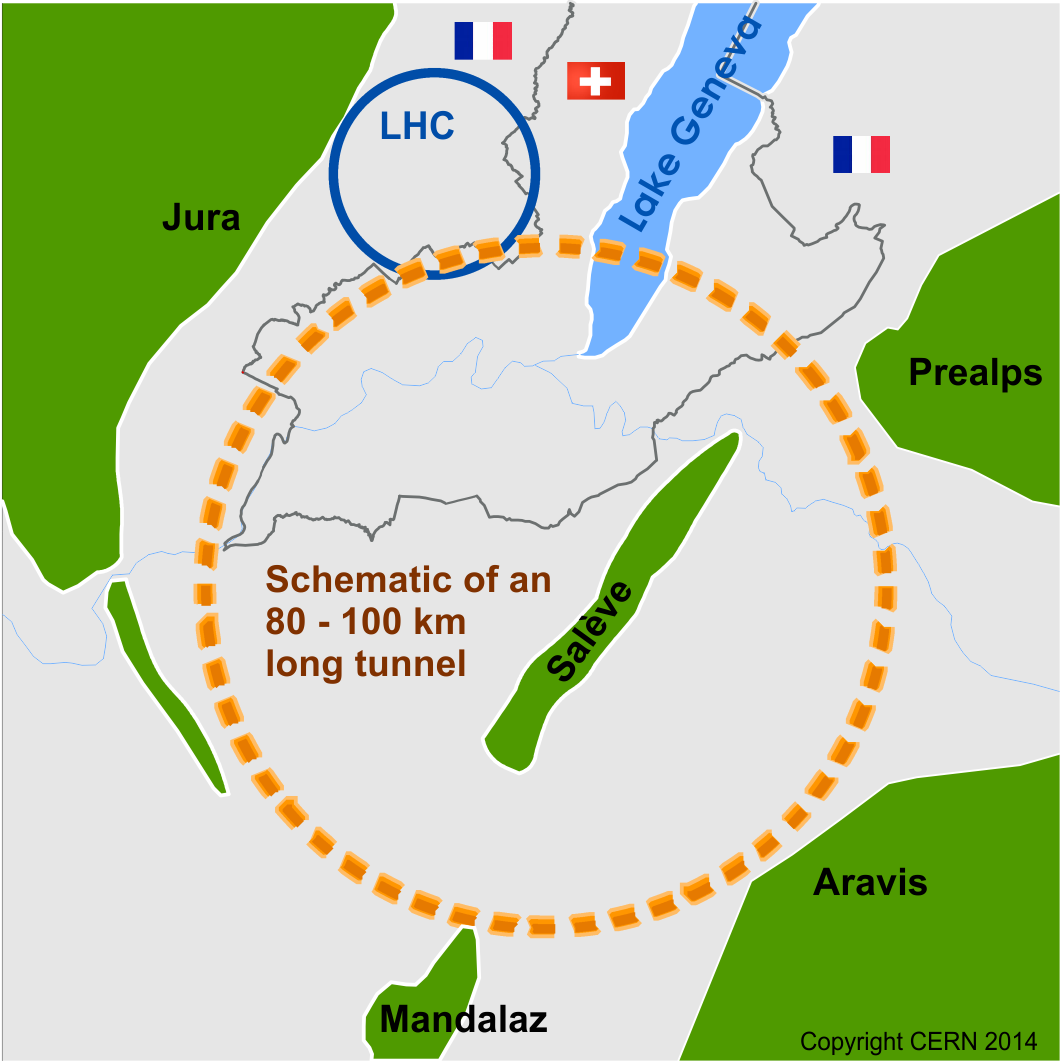 LHC
Lake Geneva
Jura
Prealps
Schematic of an
80 - 100 km
long tunnel
Salève
Aravis
Mandalaz
Copyright CERN 2014